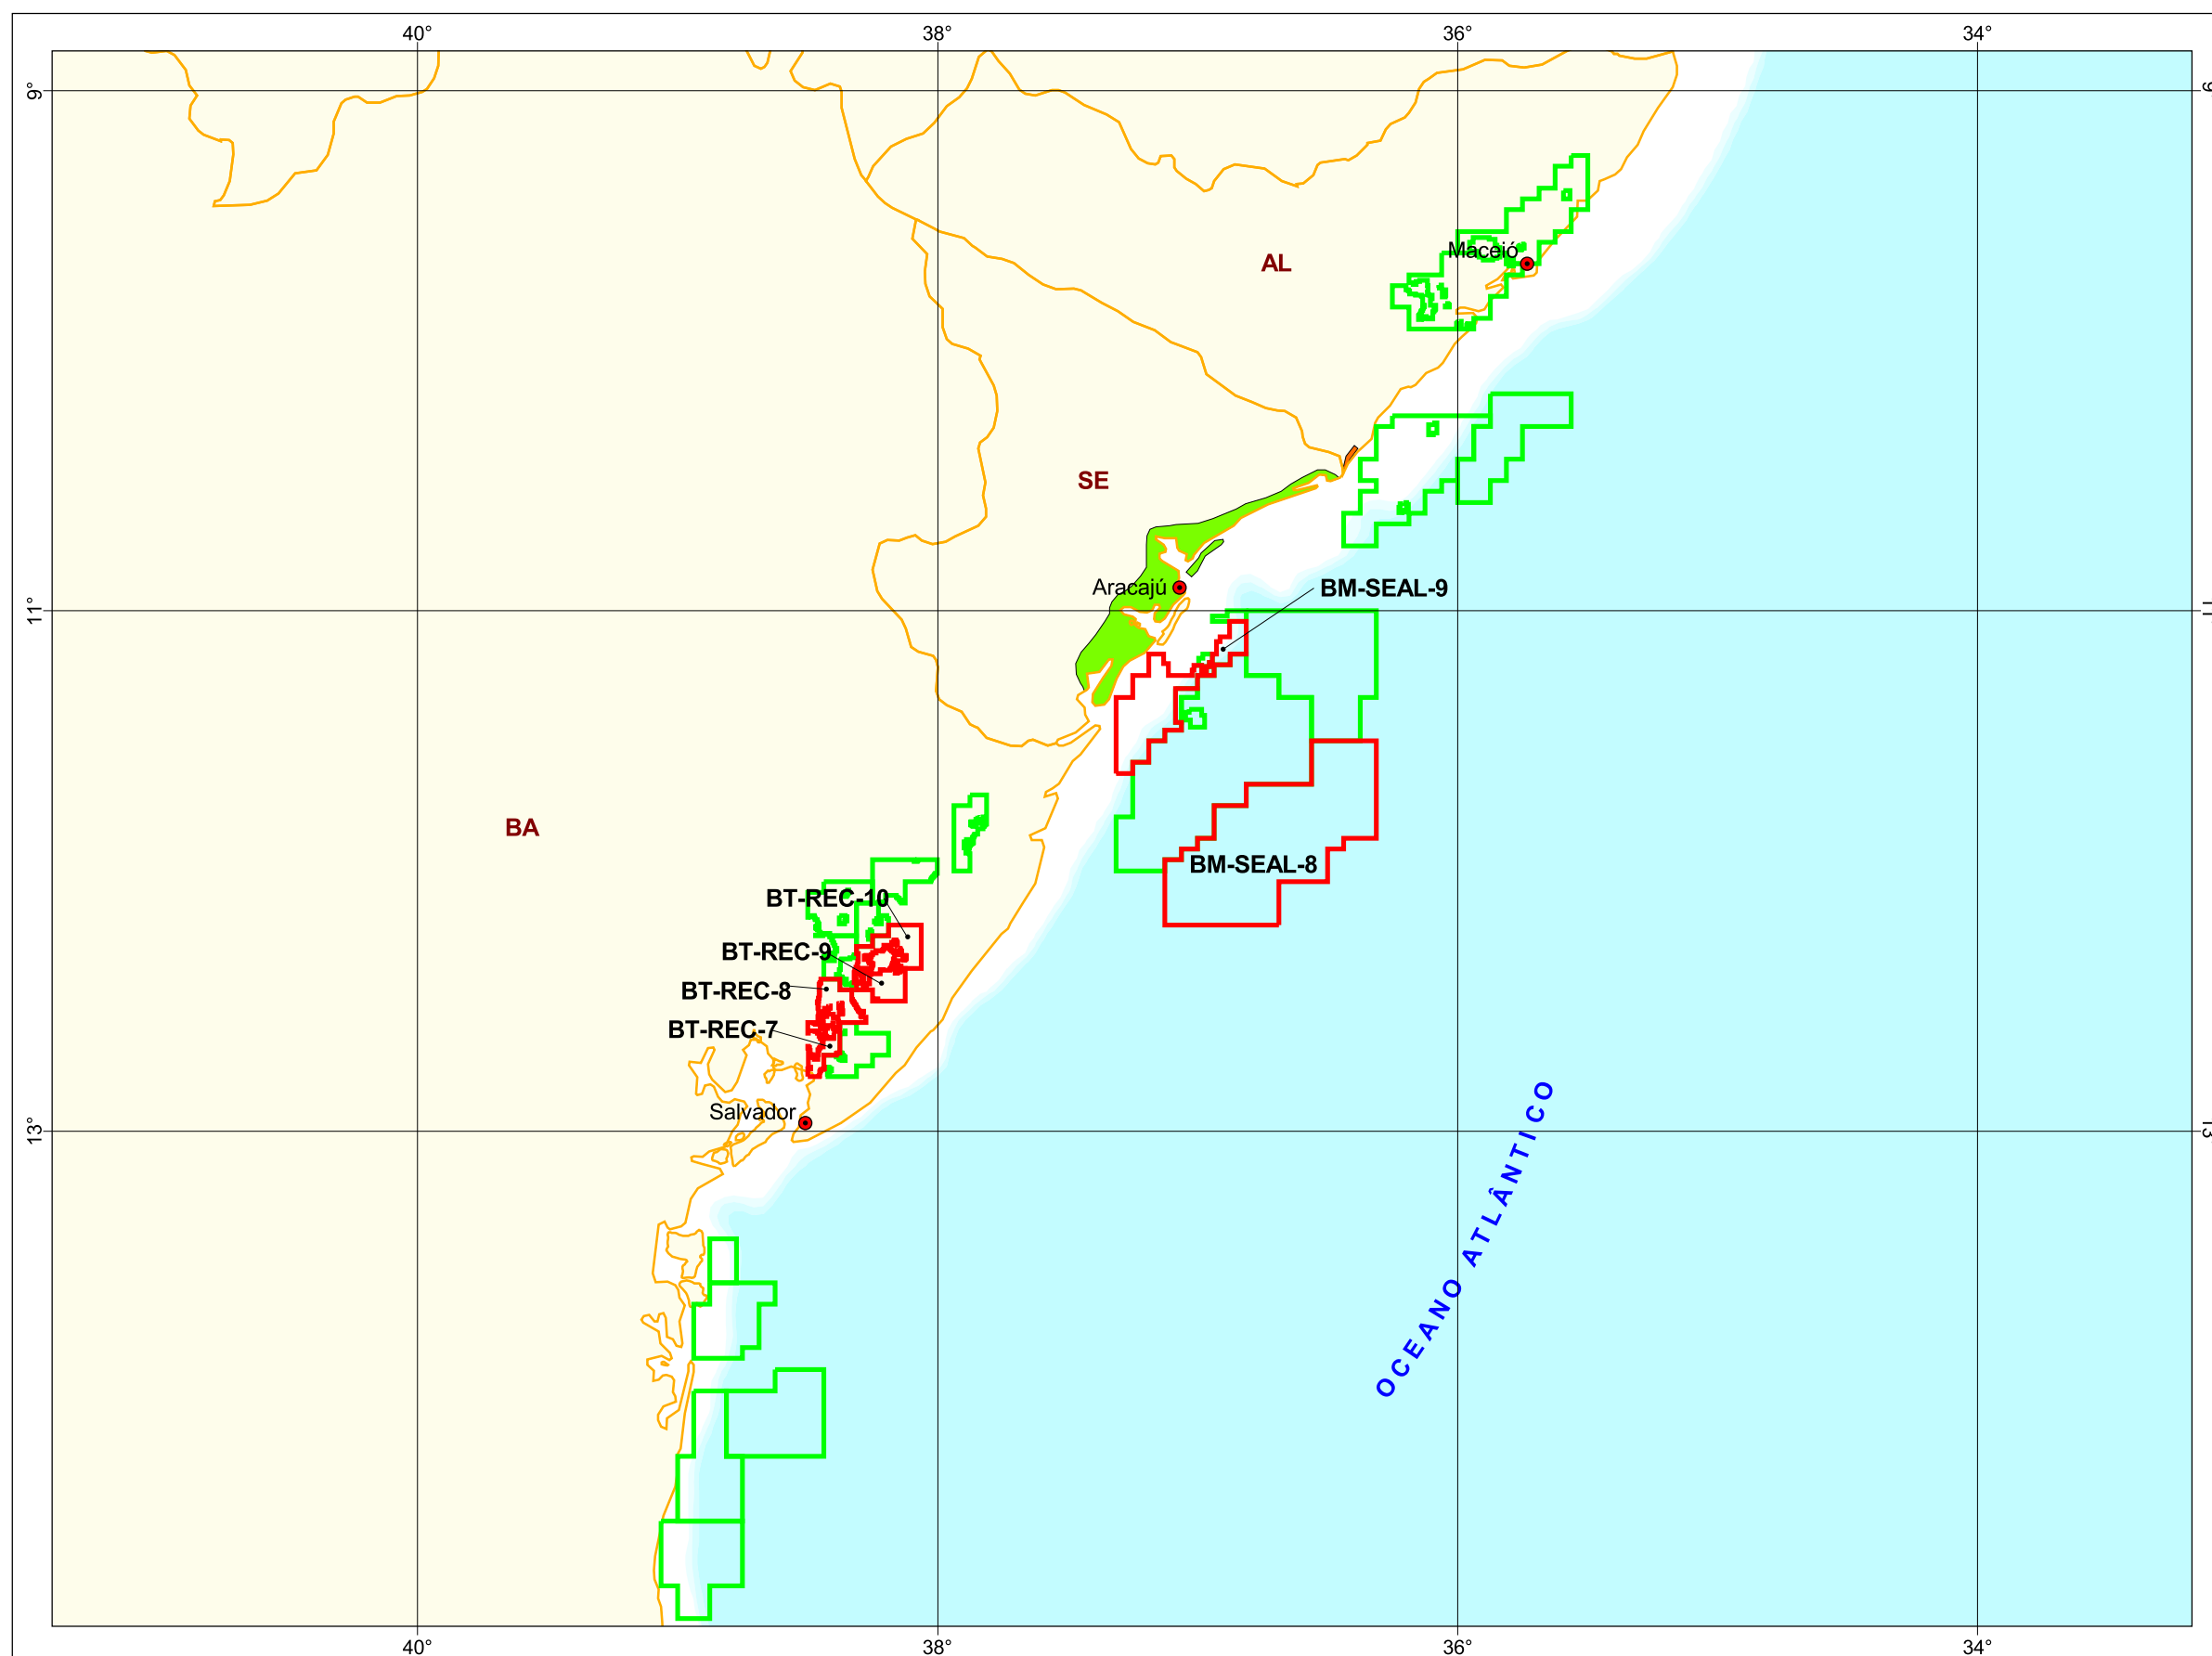 40°
38°
36°
34°
9°
9°
Maceió
AL
SE
Aracajú
BM-SEAL-9
11°
BA
BM-SEAL-8
BT-REC-10
BT-REC-9
BT-REC-8
BT-REC-7
Salvador
13°
OCEANO ATLÂNTICO
40°
38°
36°
34°